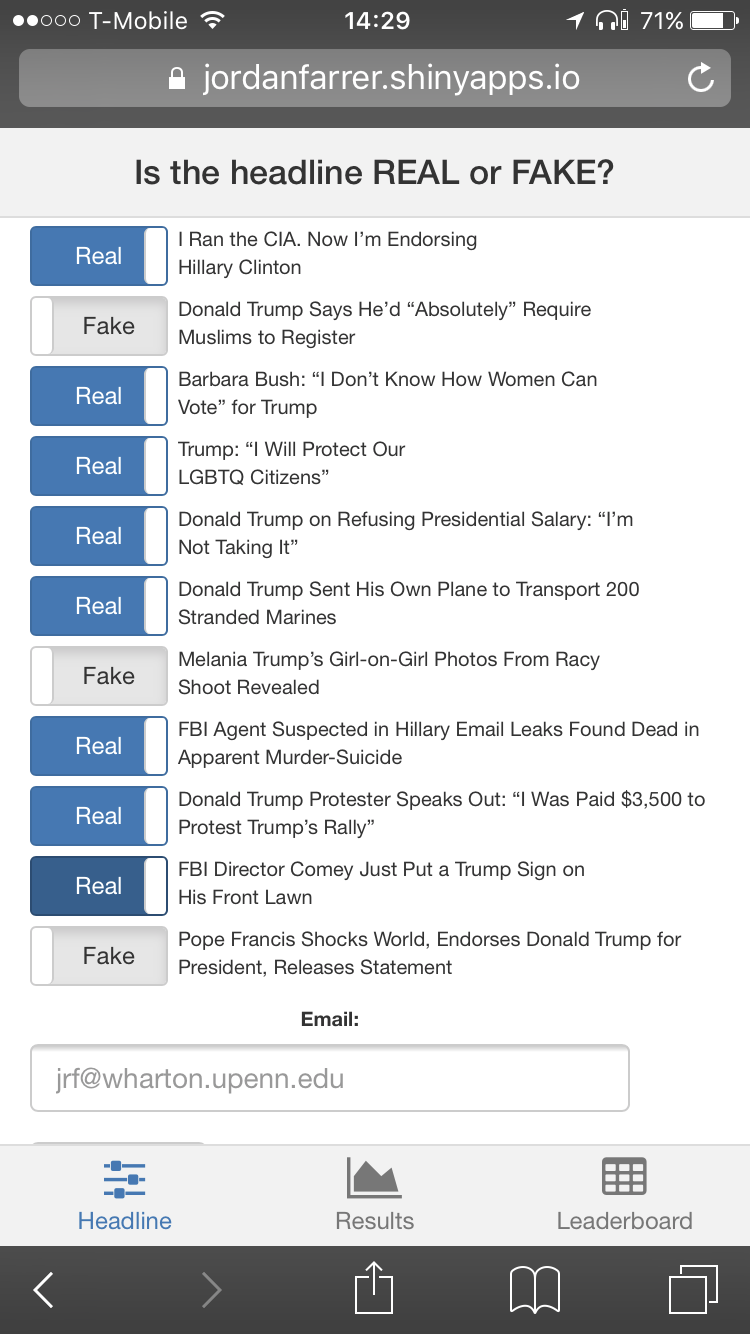 T-Mobile 14:29 71%
jordanfarrer.shinyapps.io
Is the headline REAL or FAKE?
Real I Ran the CIA. Now I’m Endorsing
Hillary Clinton
Fake Donald Trump Says He’d “Absolutely” Require
Muslims to Register
Real Barbara Bush: “I Don’t Know How Women Can
Vote” for Trump
Real Trump: “I Will Protect Our
LGBTQ Citizens”
Real Donald Trump on Refusing Presidential Salary: “I’m
Not Taking It”
Real Donald Trump Sent His Own Plane to Transport 200
Stranded Marines
Fake Melania Trump’s Girl-on-Girl Photos From Racy
Shoot Revealed
Real FBI Agent Suspected in Hillary Email Leaks Found Dead in
Apparent Murder-Suicide
Real Donald Trump Protester Speaks Out: “I Was Paid $3,500 to
Protest Trump’s Rally”
Real FBI Director Comey Just Put a Trump Sign on
His Front Lawn
Fake Pope Francis Shocks World, Endorses Donald Trump for
President, Releases Statement
Email:
jrf@wharton.upenn.edu
Headline Results Leaderboard